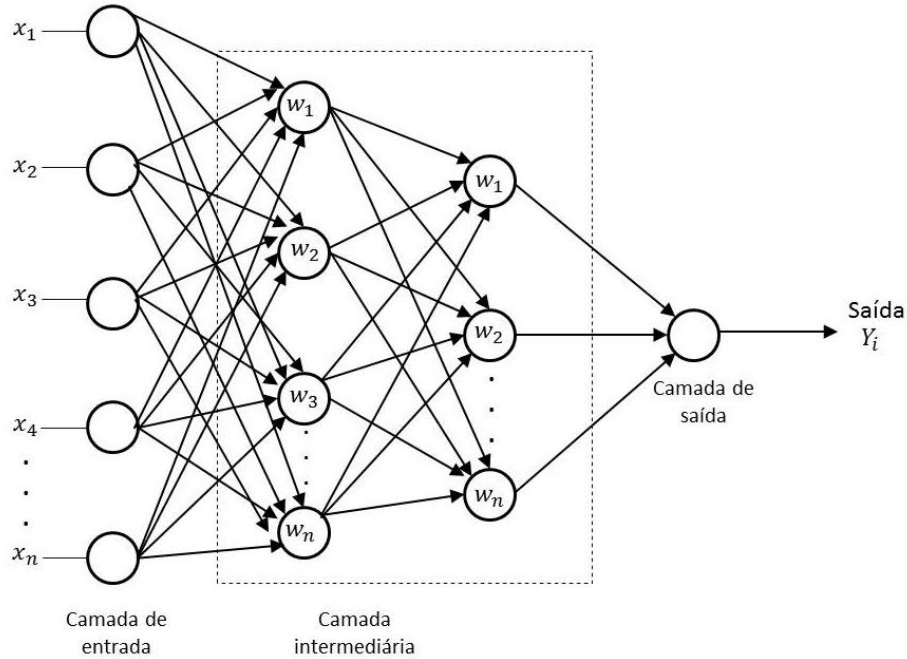 x₁
x₂
x₃
x₄
xₙ
w₁
w₂
w₃
wₙ
w₁
w₂
wₙ
Saída
Yᵢ
Camada de
saída
Camada de
entrada
Camada
intermediária